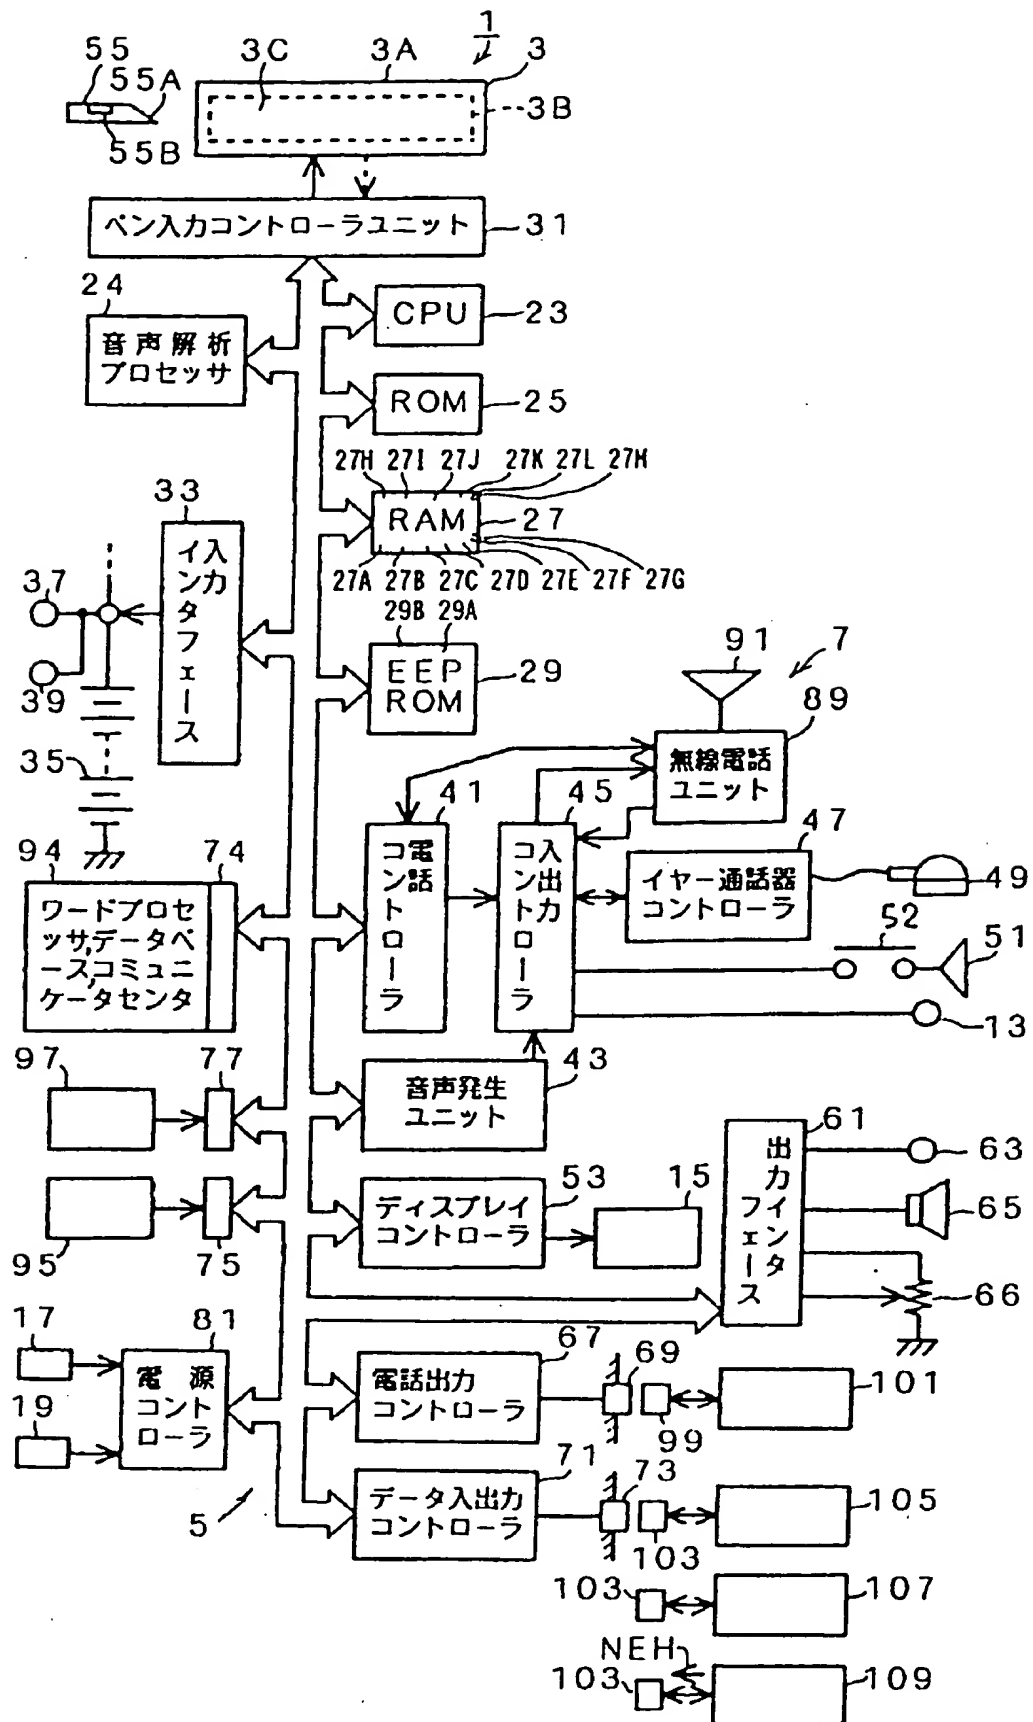 1
55
3C
3A
3
55A
3B
55B
ペン入力コントローラユニット
31
24
CPU
23
音声解析
プロセッサ
ROM
25
27H 27I 27J 27K 27L 27M
33
RAM
27
入力
インタフェース
27A 27B 27C 27D 27E 27F 27G
37
29B 29A
39
EEP
ROM
29
91
7
89
無線電話
ユニット
35
41
45
47
94
74
電話
コントローラ
入出力
コントローラ
イヤー通話器
コントローラ
49
ワードプロセ
ッサ,データベ
ース,コミュニ
ケータセンタ
52
51
13
97
77
音声発生
ユニット
43
61
出力
インタ
フェース
63
53
15
ディスプレイ
コントローラ
65
95
75
66
17
81
67
69
電源
コント
ローラ
電話出力
コントローラ
101
19
99
71
73
データ入出力
コントローラ
105
5
103
103
107
NEH
103
109